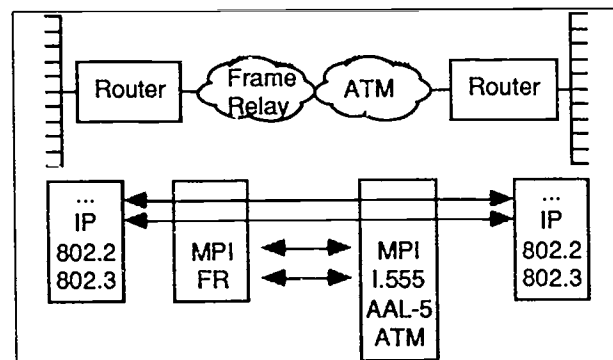 Router
Frame
Relay
ATM
Router
...
IP
802.2
802.3
MPI
FR
MPI
I.555
AAL-5
ATM
...
IP
802.2
802.3